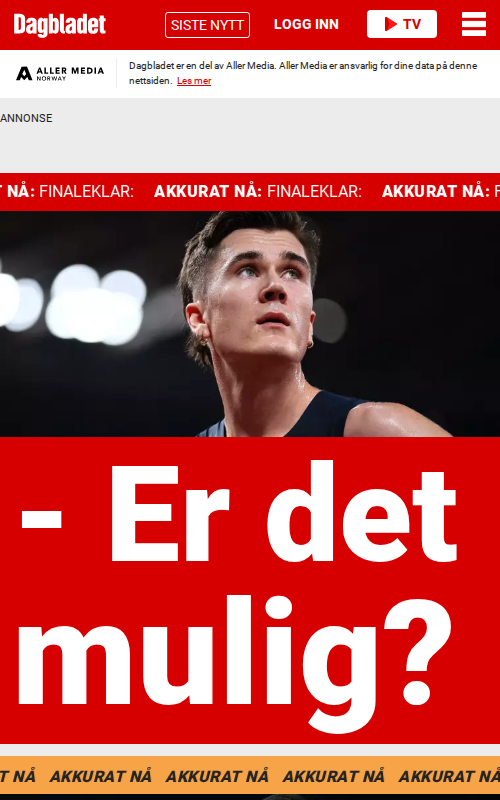 Dagbladet SISTE NYTT LOGG INN TV
ALLER MEDIA
NORWAY
Dagbladet er en del av Aller Media. Aller Media er ansvarlig for dine data på denne
nettsiden. Les mer
ANNONSE
T NÅ: FINALEKLAR: AKKURAT NÅ: FINALEKLAR: AKKURAT NÅ: F
- Er det
mulig?
T NÅ AKKURAT NÅ AKKURAT NÅ AKKURAT NÅ AKKURAT NÅ